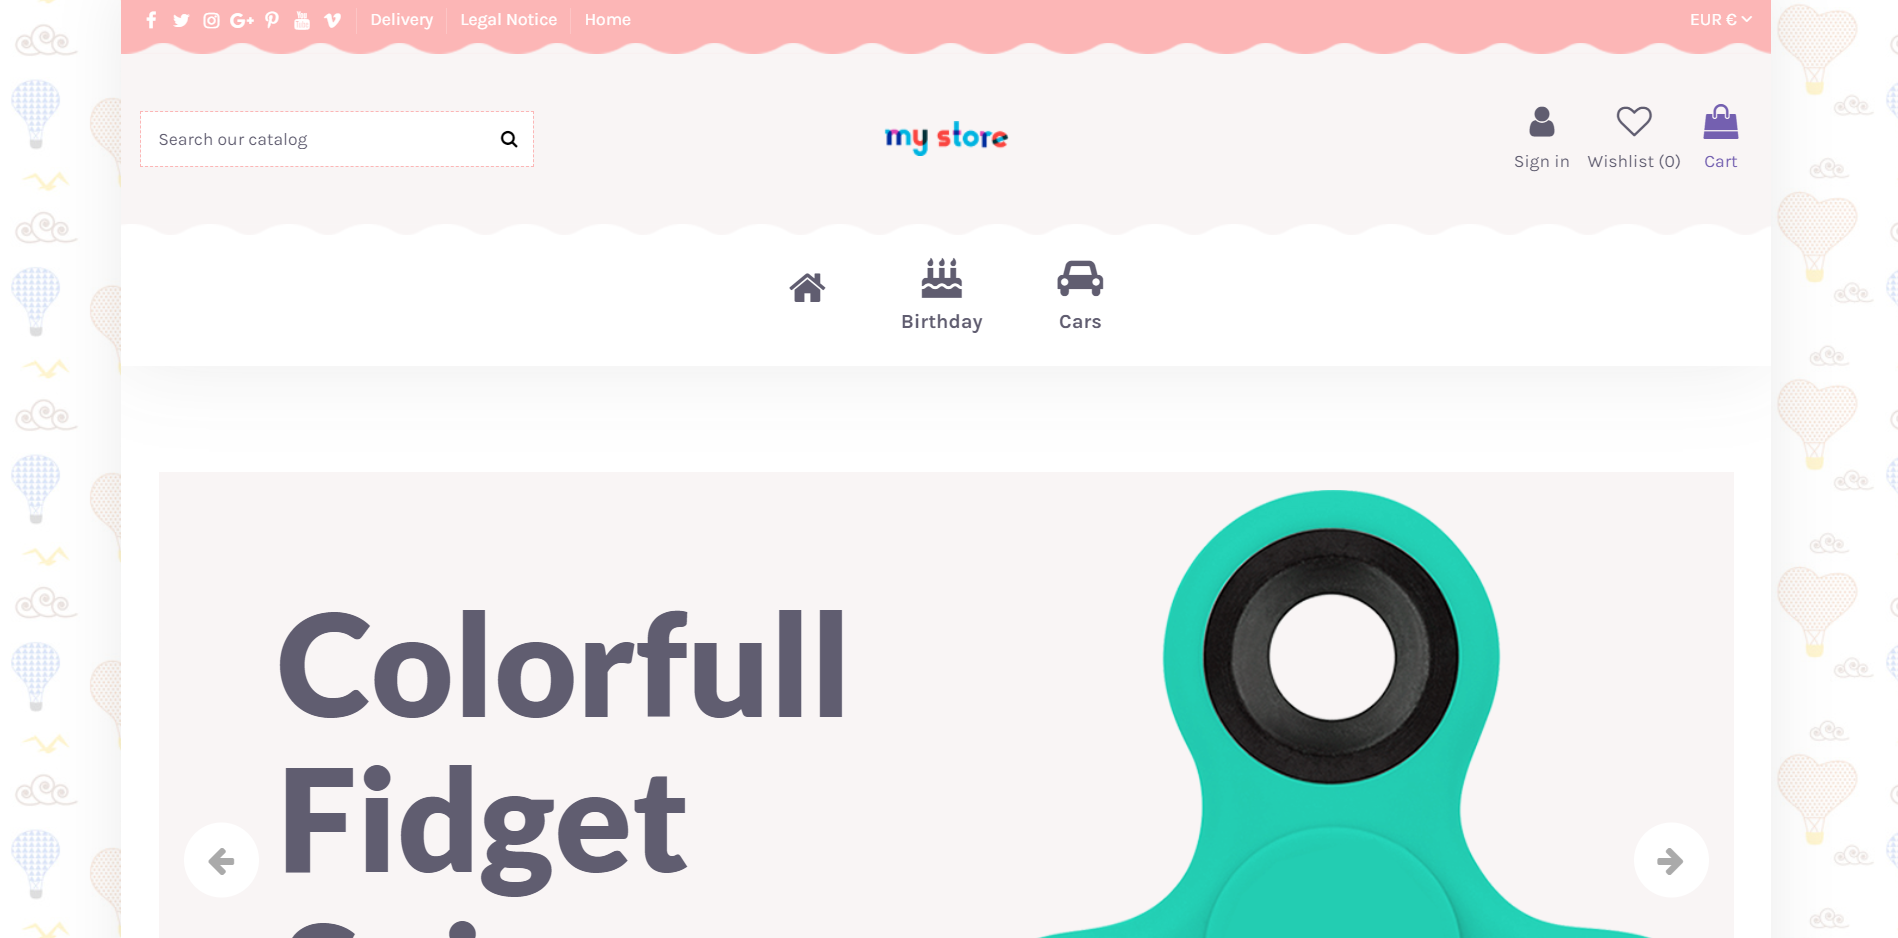 Delivery
Legal Notice
Home
EUR €
Search our catalog
my store
Sign in
Wishlist (0)
Cart
Birthday
Cars
Colorfull
Fidget